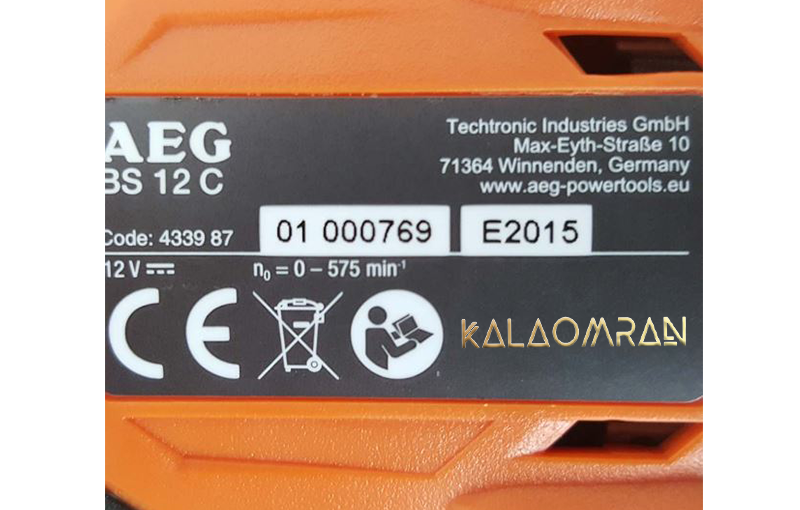 AEG
BS 12 C
Techtronic Industries GmbH
Max-Eyth-Straße 10
71364 Winnenden, Germany
www.aeg-powertools.eu
Code: 4339 87
01 000769
E2015
12 V
n₀ = 0 – 575 min⁻¹
CE
KALAOMRAN